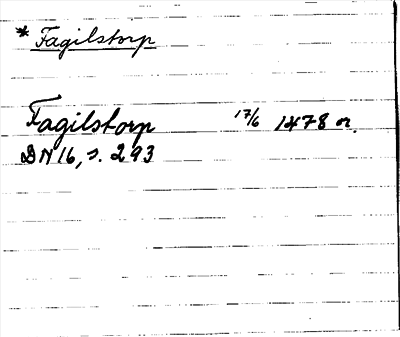 * Fagilstorp
Fagilstorp 17/6 1478 or.
DN 16, s. 293